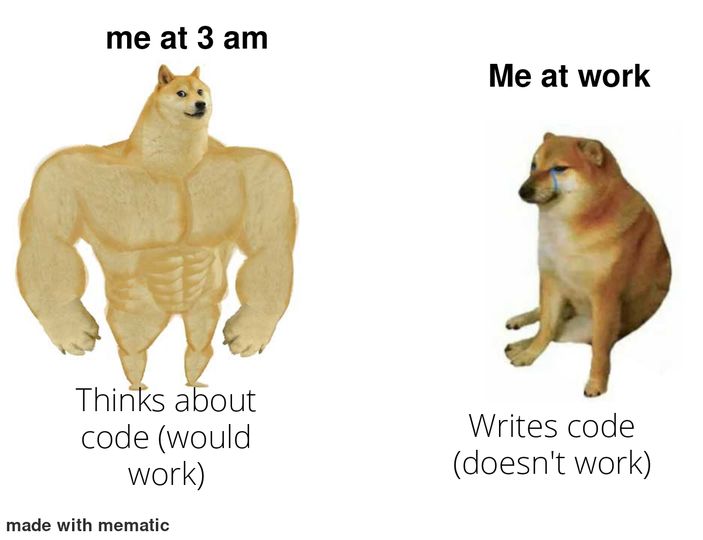 me at 3 am
Thinks about
code (would
work)
Me at work
Writes code
(doesn't work)
made with mematic